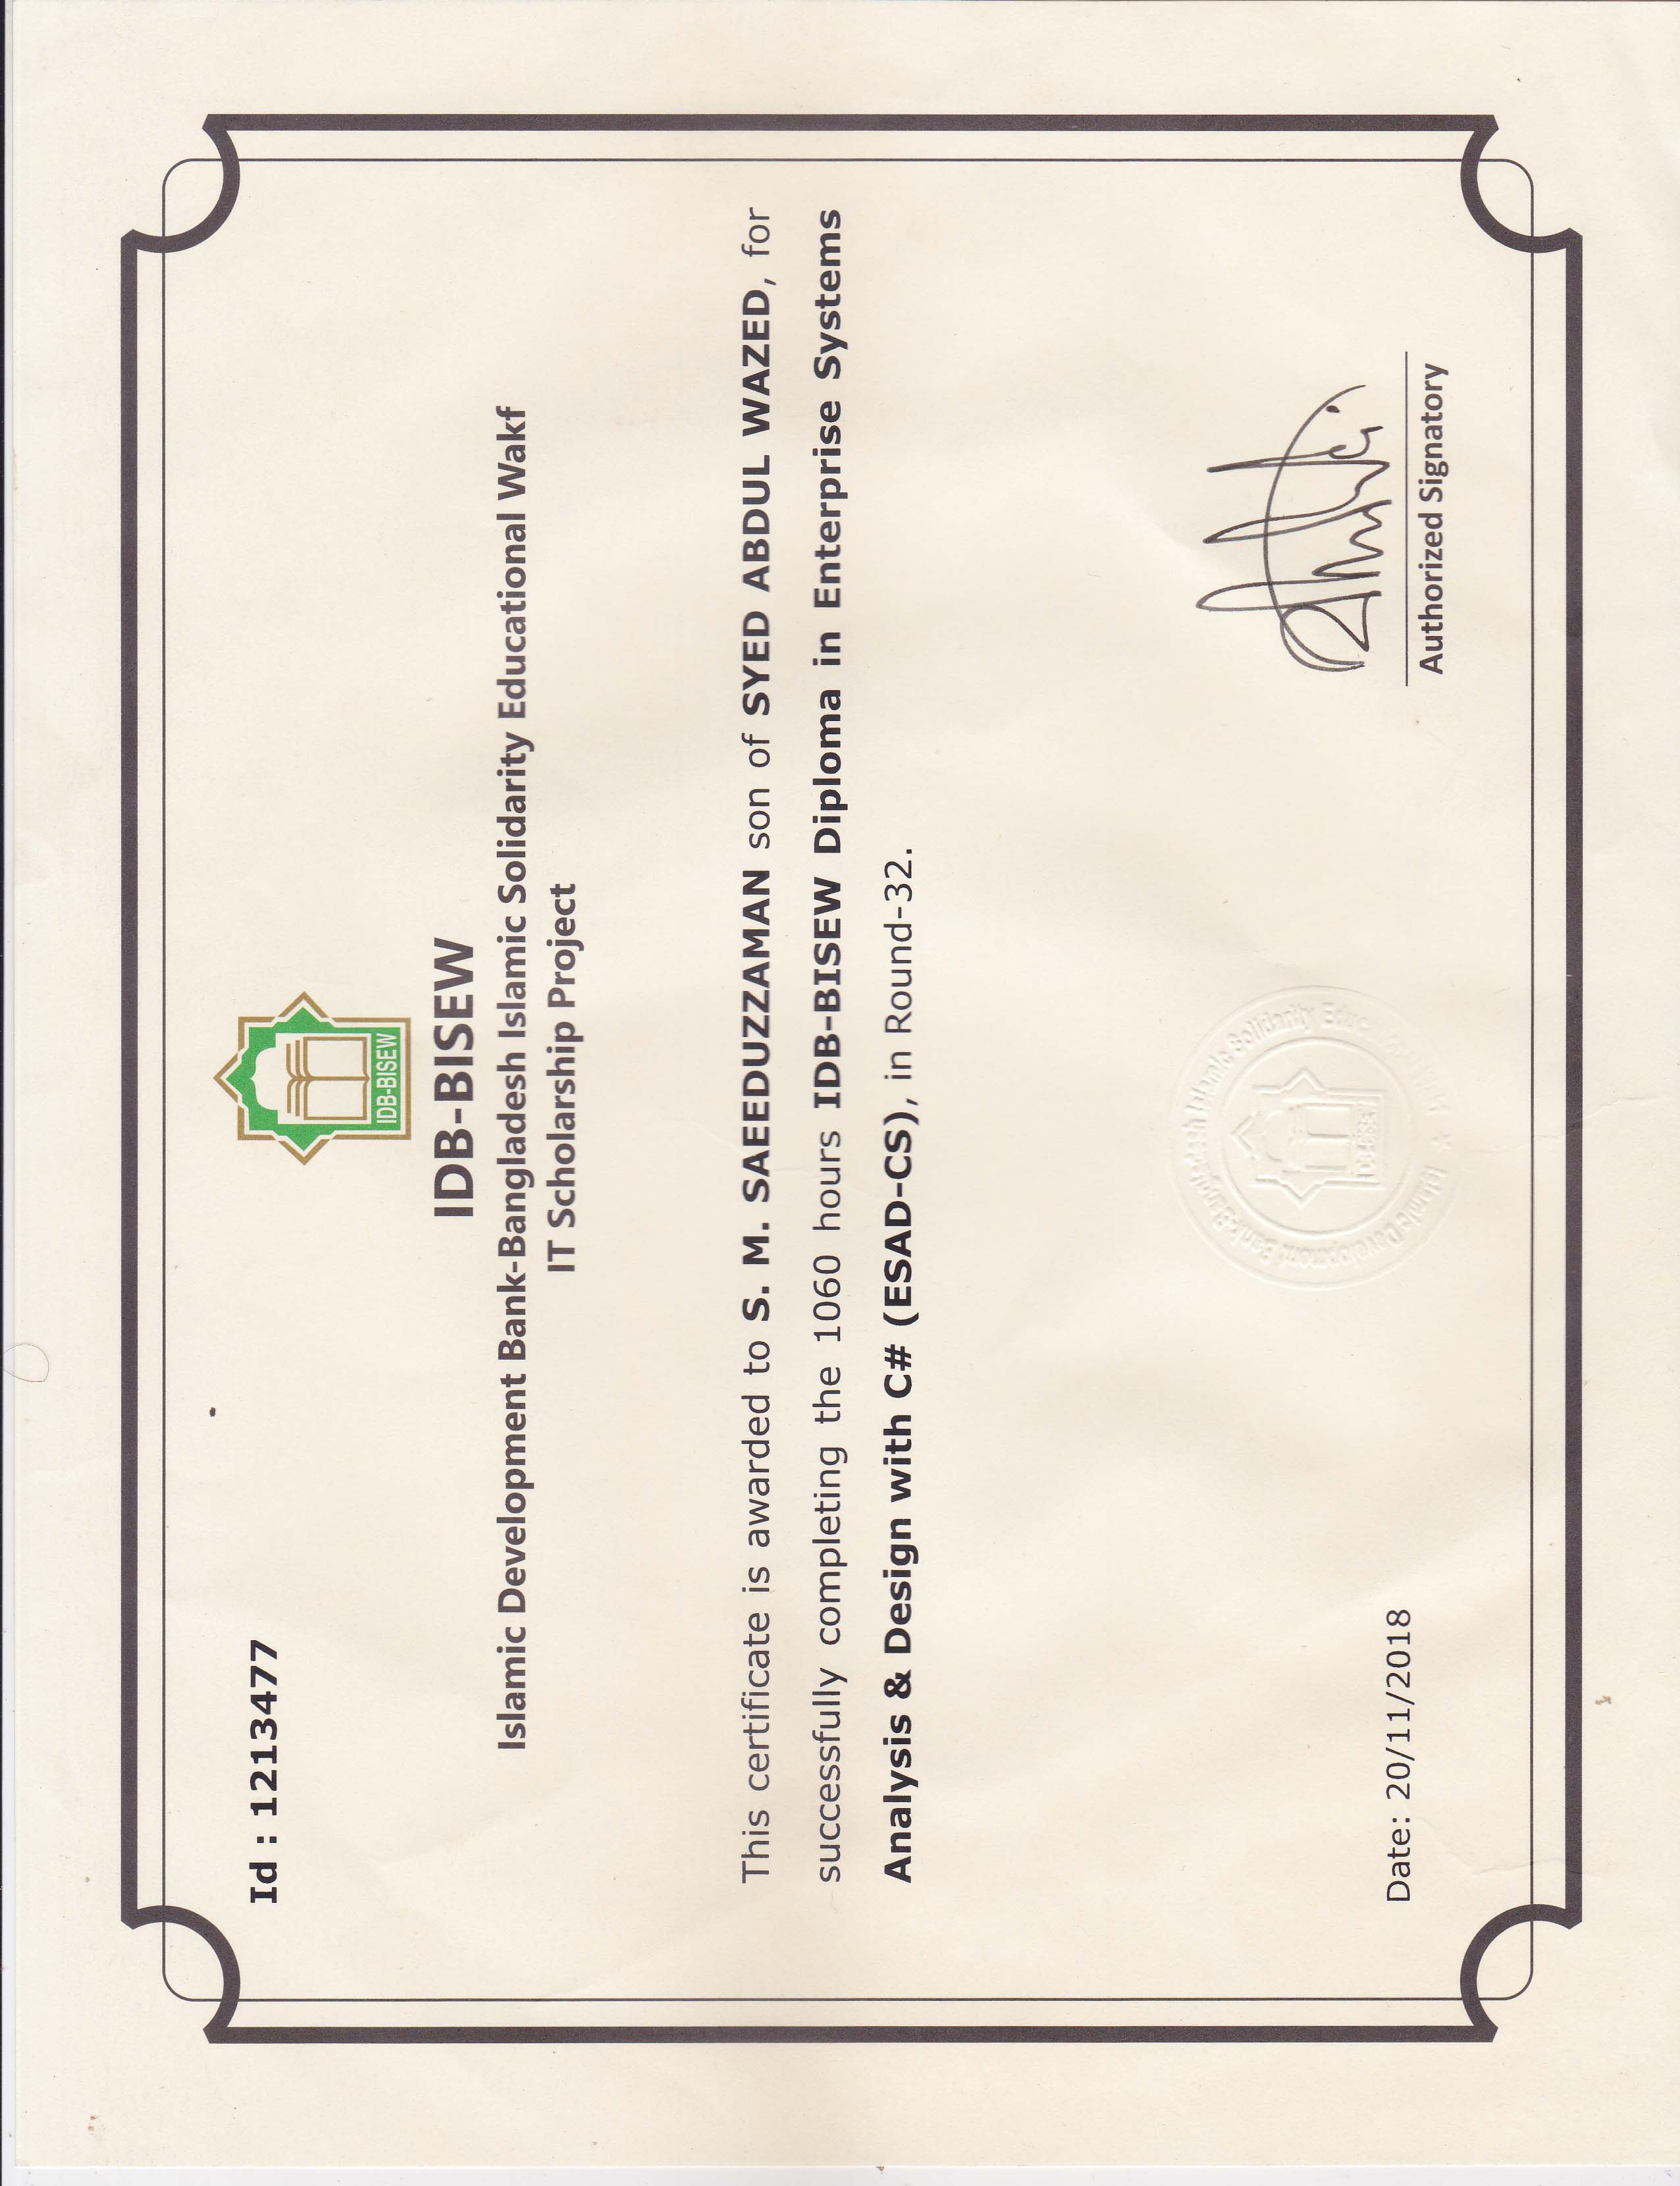 Id : 1213477
IDB-BISEW
IDB-BISEW
Islamic Development Bank-Bangladesh Islamic Solidarity Educational Wakf
IT Scholarship Project
This certificate is awarded to S. M. SAEEDUZZAMAN son of SYED ABDUL WAZED, for
successfully completing the 1060 hours IDB-BISEW Diploma in Enterprise Systems
Analysis & Design with C# (ESAD-CS), in Round-32.
Islamic Development Bank-Bangladesh Islamic Solidarity
IDB-BISEW
Date: 20/11/2018
Authorized Signatory